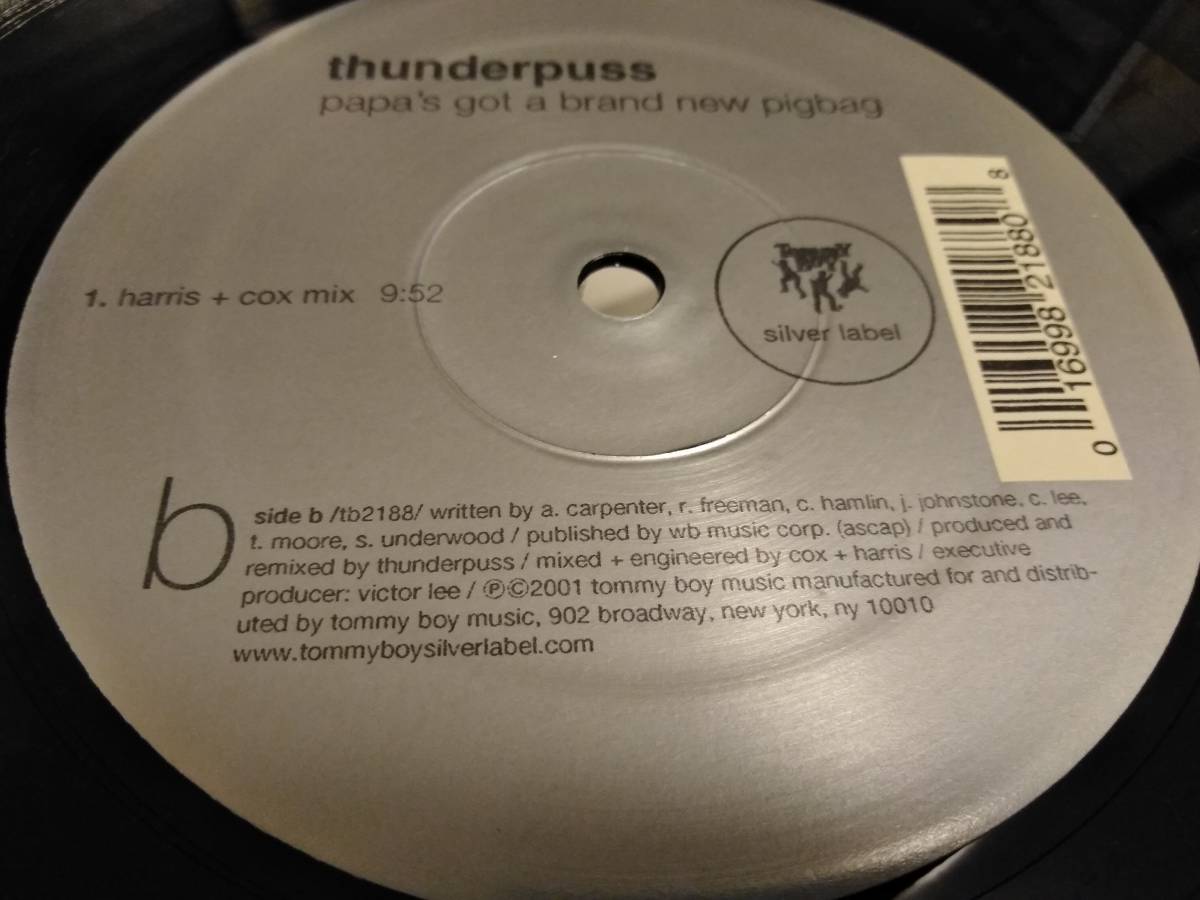 thunderpuss
papa's got a brand new pigbag
1. harris + cox mix 9:52
Tommy Boy
silver label
0 16998 21880 8
b
side b /tb2188/ written by a. carpenter, r. freeman, c. hamlin, j. johnstone, c. lee,
t. moore, s. underwood / published by wb music corp. (ascap) / produced and
remixed by thunderpuss / mixed + engineered by cox + harris / executive
producer: victor lee / ℗©2001 tommy boy music manufactured for and distrib-
uted by tommy boy music, 902 broadway, new york, ny 10010
www.tommyboysilverlabel.com